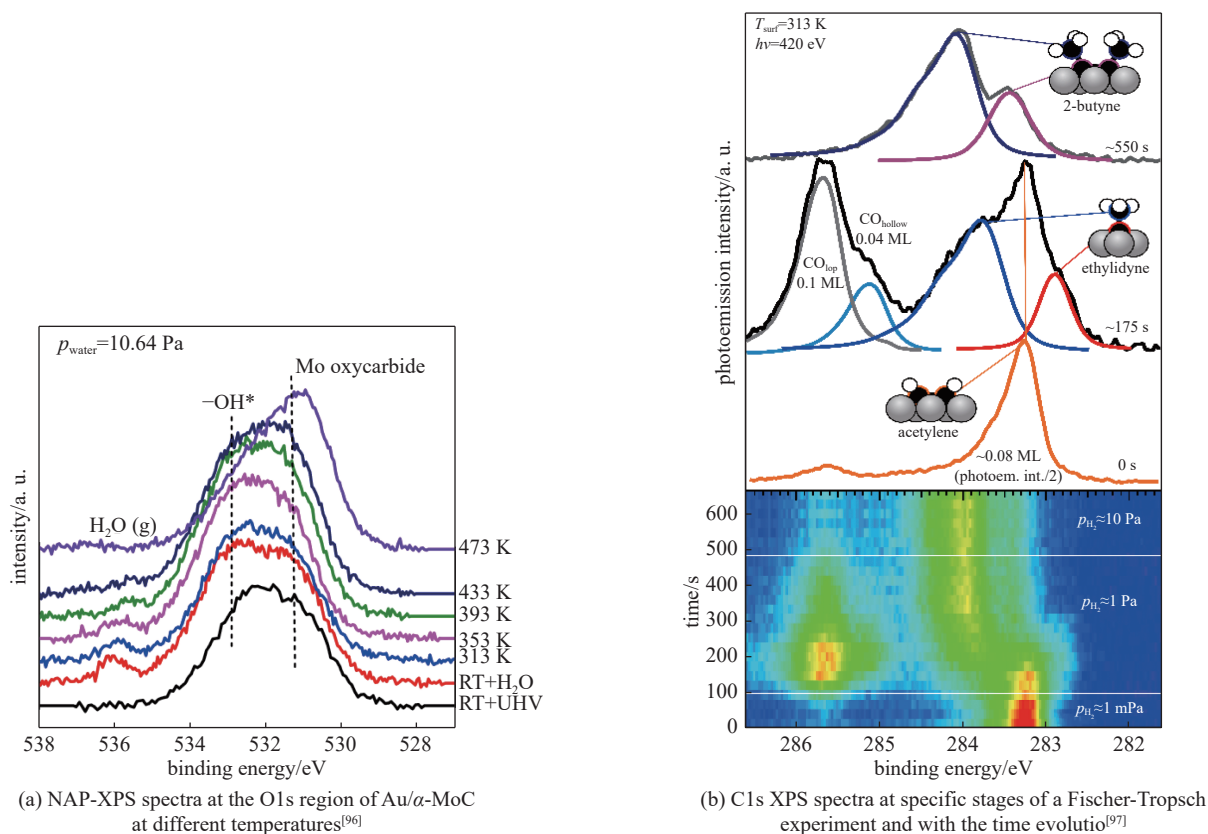 p_water=10.64 Pa
Mo oxycarbide
−OH*
H₂O (g)
473 K
433 K
393 K
353 K
313 K
RT+H₂O
RT+UHV
intensity/a. u.
538 536 534 532 530 528
binding energy/eV
(a) NAP-XPS spectra at the O1s region of Au/α-MoC
at different temperatures[96]
T_surf=313 K
hv=420 eV
2-butyne
~550 s
CO_hollow
0.04 ML
CO_lop
0.1 ML
ethylidyne
~175 s
acetylene
~0.08 ML
(photoem. int./2)
0 s
photoemission intensity/a. u.
600
500
400
300
200
100
0
time/s
p_H₂≈10 Pa
p_H₂≈1 Pa
p_H₂≈1 mPa
286 285 284 283 282
binding energy/eV
(b) C1s XPS spectra at specific stages of a Fischer-Tropsch
experiment and with the time evolutio[97]